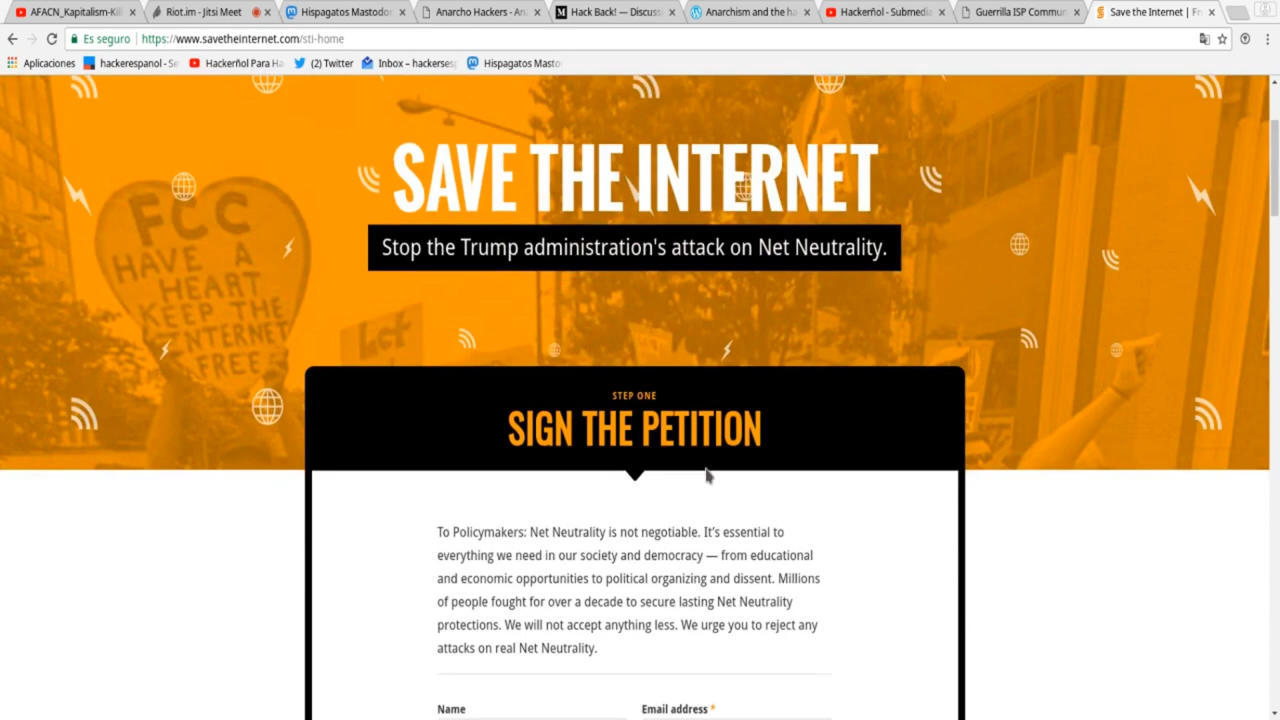 AFACN_Kapitalism-Kil
Riot.im - Jitsi Meet
Hispagatos Mastodo
Anarcho Hackers - An
Hack Back! — Discus
Anarchism and the ha
Hackerñol - Submedia
Guerrilla ISP Commun
Save the Internet | Fr
Es seguro
https://www.savetheinternet.com/sti-home
Aplicaciones
hackerespanol - Se
Hackerñol Para Ha
(2) Twitter
Inbox – hackerses
Hispagatos Masto
SAVE THE INTERNET
Stop the Trump administration's attack on Net Neutrality.
FCC
HAVE A
HEART
KEEP THE
INTERNET
FREE
STEP ONE
SIGN THE PETITION
To Policymakers: Net Neutrality is not negotiable. It's essential to
everything we need in our society and democracy — from educational
and economic opportunities to political organizing and dissent. Millions
of people fought for over a decade to secure lasting Net Neutrality
protections. We will not accept anything less. We urge you to reject any
attacks on real Net Neutrality.
Name
Email address *